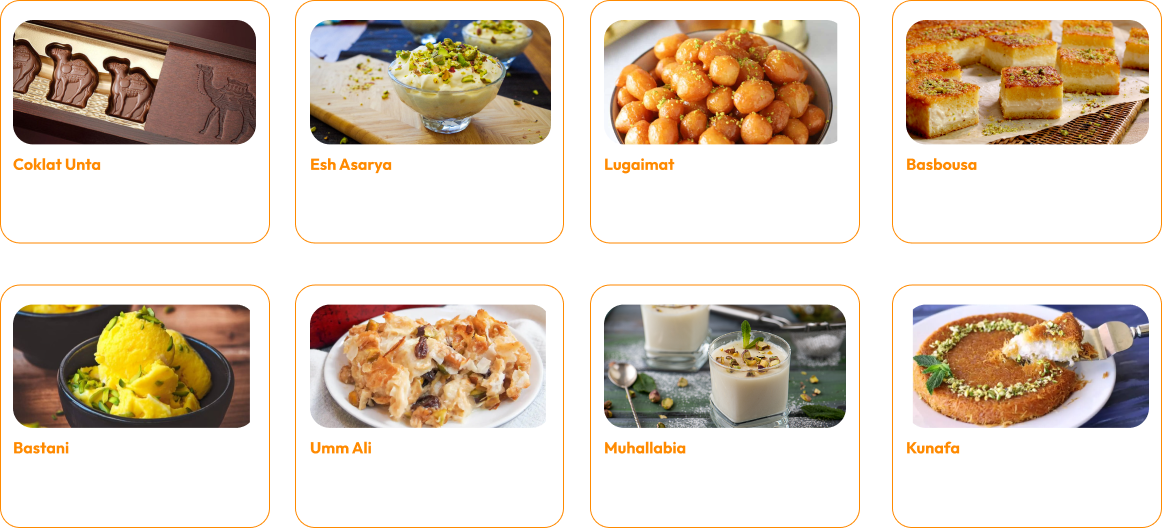 Coklat Unta
Esh Asarya
Lugaimat
Basbousa
Bastani
Umm Ali
Muhallabia
Kunafa